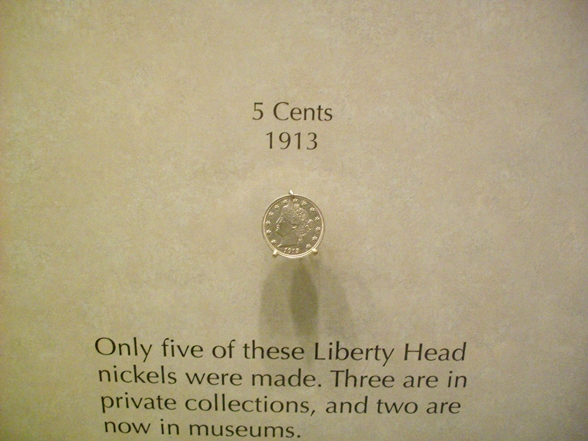 5 Cents
1913
1913
Only five of these Liberty Head
nickels were made. Three are in
private collections, and two are
now in museums.